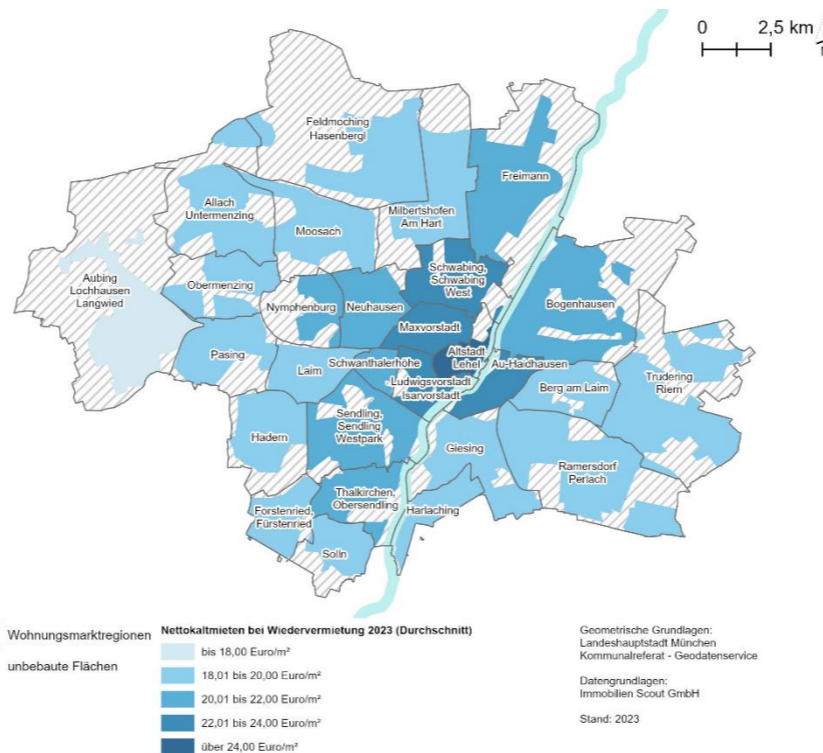 0
2,5 km
Feldmoching
Hasenbergl
Freimann
Allach
Untermenzing
Milbertshofen
Am Hart
Moosach
Schwabing,
Schwabing
West
Aubing
Lochhausen
Langwied
Obermenzing
Nymphenburg
Neuhausen
Bogenhausen
Maxvorstadt
Altstadt
Lehel
Pasing
Laim
Schwanthalerhöhe
Au-Haidhausen
Trudering
Riem
Ludwigsvorstadt
Isarvorstadt
Berg am Laim
Sendling,
Sendling
Westpark
Hadern
Giesing
Ramersdorf
Perlach
Thalkirchen,
Obersendling
Forstenried,
Fürstenried
Harlaching
Solln
Wohnungsmarktregionen
unbebaute Flächen
Nettokaltmieten bei Wiedervermietung 2023 (Durchschnitt)
bis 18,00 Euro/m²
18,01 bis 20,00 Euro/m²
20,01 bis 22,00 Euro/m²
22,01 bis 24,00 Euro/m²
über 24,00 Euro/m²
Geometrische Grundlagen:
Landeshauptstadt München
Kommunalreferat - Geodatenservice
Datengrundlagen:
Immobilien Scout GmbH
Stand: 2023